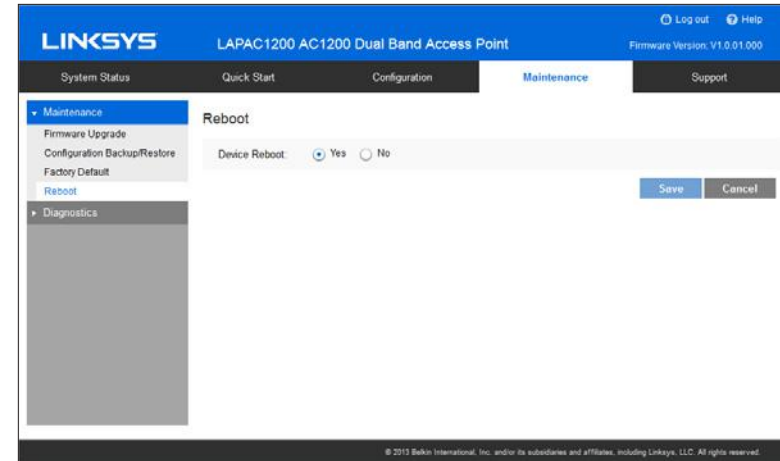 Log out Help
LINKSYS LAPAC1200 AC1200 Dual Band Access Point Firmware Version: V1.0.01.000
System Status Quick Start Configuration Maintenance Support
Maintenance
Firmware Upgrade
Configuration Backup/Restore
Factory Default
Reboot
Diagnostics
Reboot
Device Reboot: Yes No
Save Cancel
© 2013 Belkin International, Inc. and/or its subsidiaries and affiliates, including Linksys, LLC. All rights reserved.